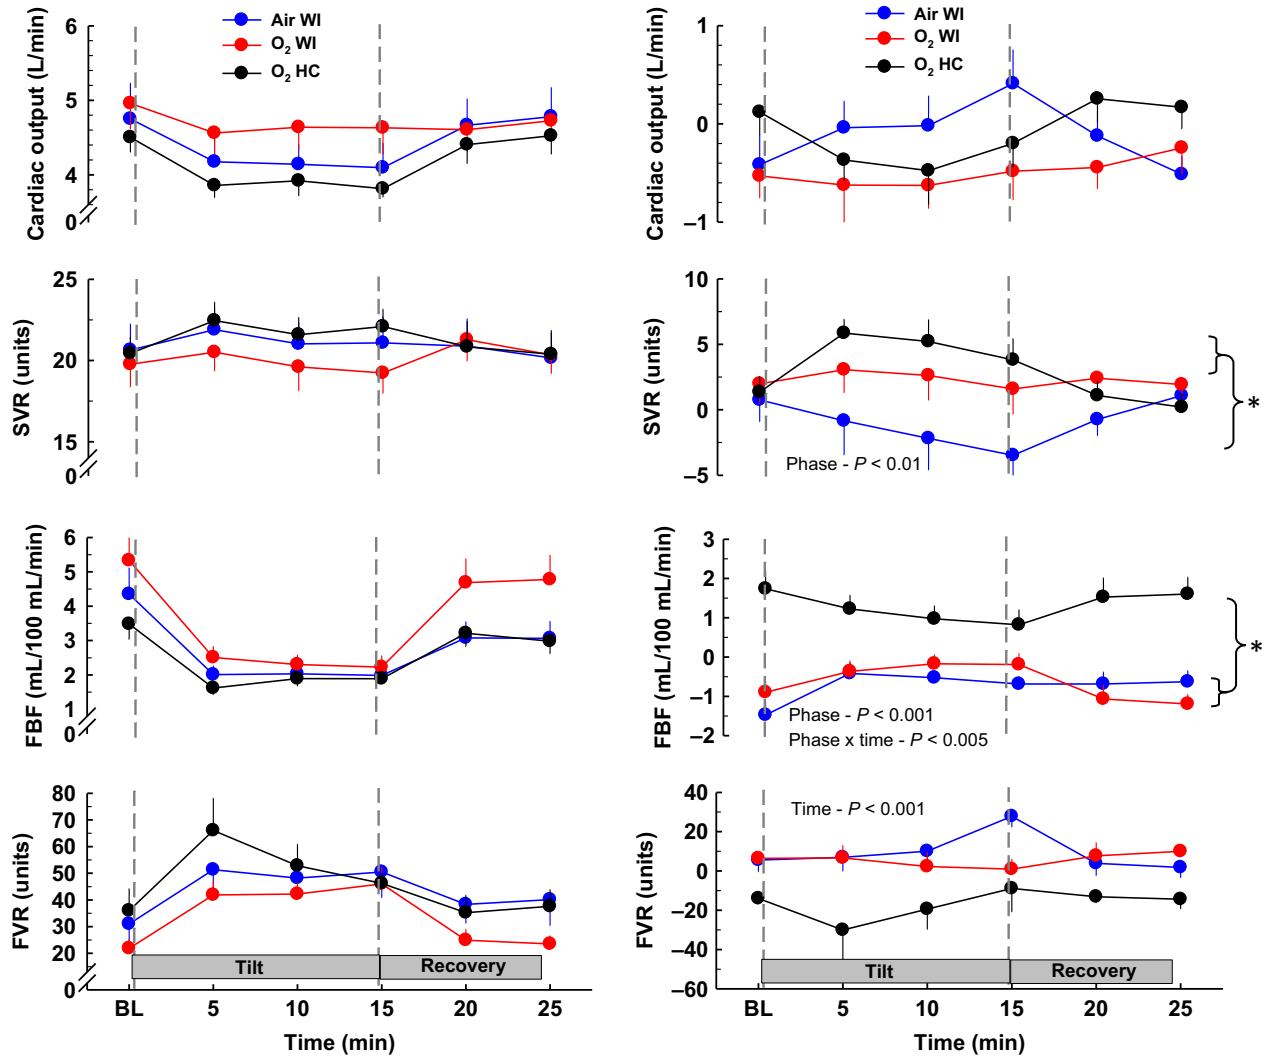 Air WI
O2 WI
O2 HC
Cardiac output (L/min)
6
5
4
0
Air WI
O2 WI
O2 HC
Cardiac output (L/min)
1
0
–1
SVR (units)
25
20
15
0
SVR (units)
10
5
0
–5
Phase - P < 0.01
*
FBF (mL/100 mL/min)
6
5
4
3
2
1
0
FBF (mL/100 mL/min)
3
2
1
0
–1
–2
Phase - P < 0.001
Phase x time - P < 0.005
*
FVR (units)
80
70
60
50
40
30
20
0
Tilt
Recovery
BL 5 10 15 20 25
Time (min)
FVR (units)
40
20
0
–20
–40
–60
Time - P < 0.001
Tilt
Recovery
BL 5 10 15 20 25
Time (min)